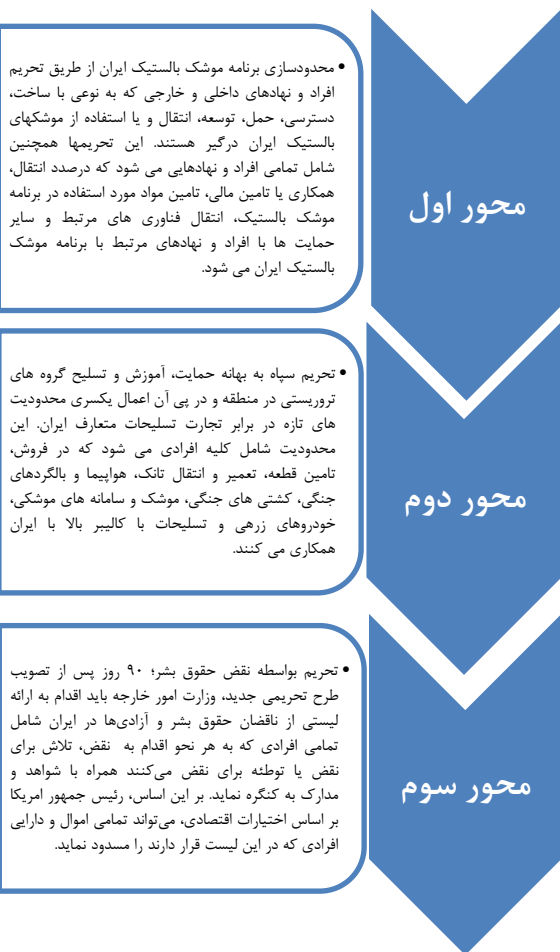 محور اول
• محدودسازی برنامه موشک بالستیک ایران از طریق تحریم
افراد و نهادهای داخلی و خارجی که به نوعی با ساخت،
دسترسی، حمل، توسعه، انتقال و یا استفاده از موشکهای
بالستیک ایران درگیر هستند. این تحریمها همچنین
شامل تمامی افراد و نهادهایی می شود که درصدد انتقال،
همکاری یا تامین مالی، تامین مواد مورد استفاده در برنامه
موشک بالستیک، انتقال فناوری های مرتبط و سایر
حمایت ها با افراد و نهادهای مرتبط با برنامه موشک
بالستیک ایران می شود.
محور دوم
• تحریم سپاه به بهانه حمایت، آموزش و تسلیح گروه های
تروریستی در منطقه و در پی آن اعمال یکسری محدودیت
های تازه در برابر تجارت تسلیحات متعارف ایران. این
محدودیت شامل کلیه افرادی می شود که در فروش،
تامین قطعه، تعمیر و انتقال تانک، هواپیما و بالگردهای
جنگی، کشتی های جنگی، موشک و سامانه های موشکی،
خودروهای زرهی و تسلیحات با کالیبر بالا با ایران
همکاری می کنند.
محور سوم
• تحریم بواسطه نقض حقوق بشر؛ ۹۰ روز پس از تصویب
طرح تحریمی جدید، وزارت امور خارجه باید اقدام به ارائه
لیستی از ناقضان حقوق بشر و آزادی‌ها در ایران شامل
تمامی افرادی که به هر نحو اقدام به نقض، تلاش برای
نقض یا توطئه برای نقض می‌کنند همراه با شواهد و
مدارک به کنگره نماید. بر این اساس، رئیس جمهور امریکا
بر اساس اختیارات اقتصادی، می‌تواند تمامی اموال و دارایی
افرادی که در این لیست قرار دارند را مسدود نماید.